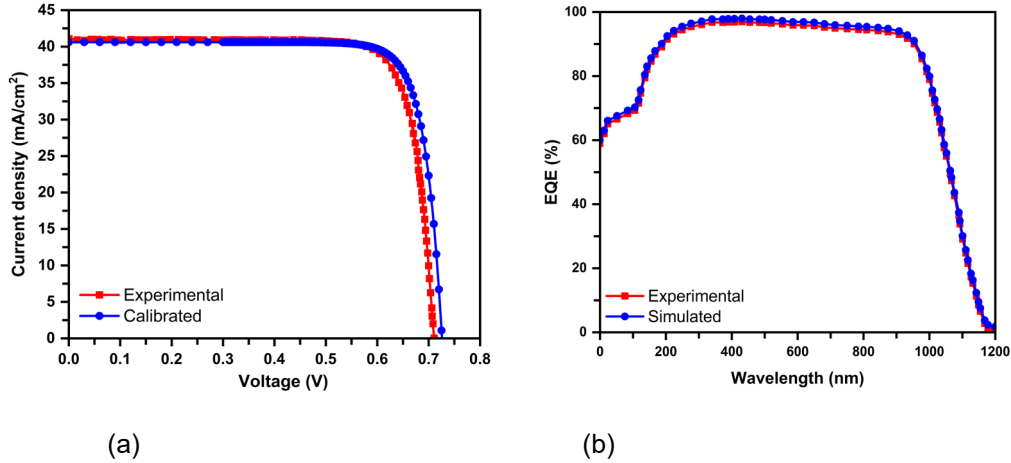 45
40
35
30
25
20
15
10
5
0
Current density (mA/cm²)
Experimental
Calibrated
0.0 0.1 0.2 0.3 0.4 0.5 0.6 0.7 0.8
Voltage (V)
(a)
100
80
60
40
20
0
EQE (%)
Experimental
Simulated
0 200 400 600 800 1000 1200
Wavelength (nm)
(b)